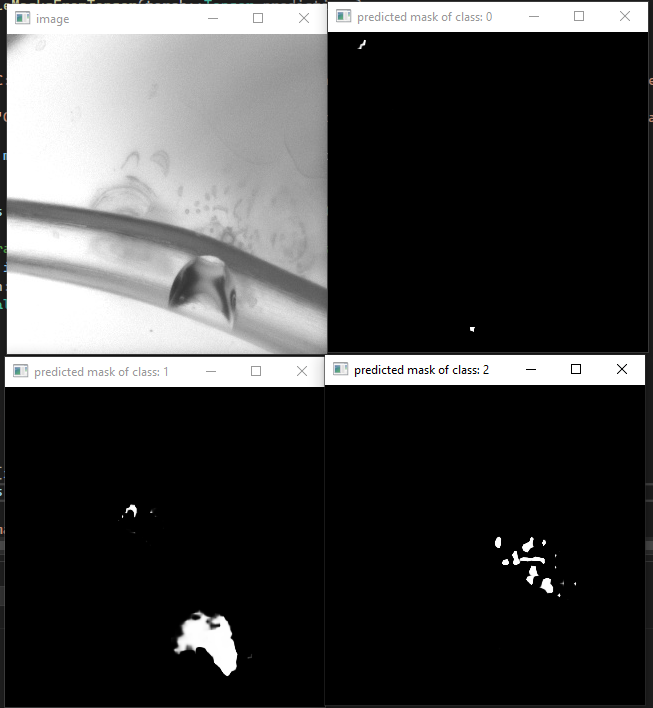 image
predicted mask of class: 0
predicted mask of class: 1
predicted mask of class: 2